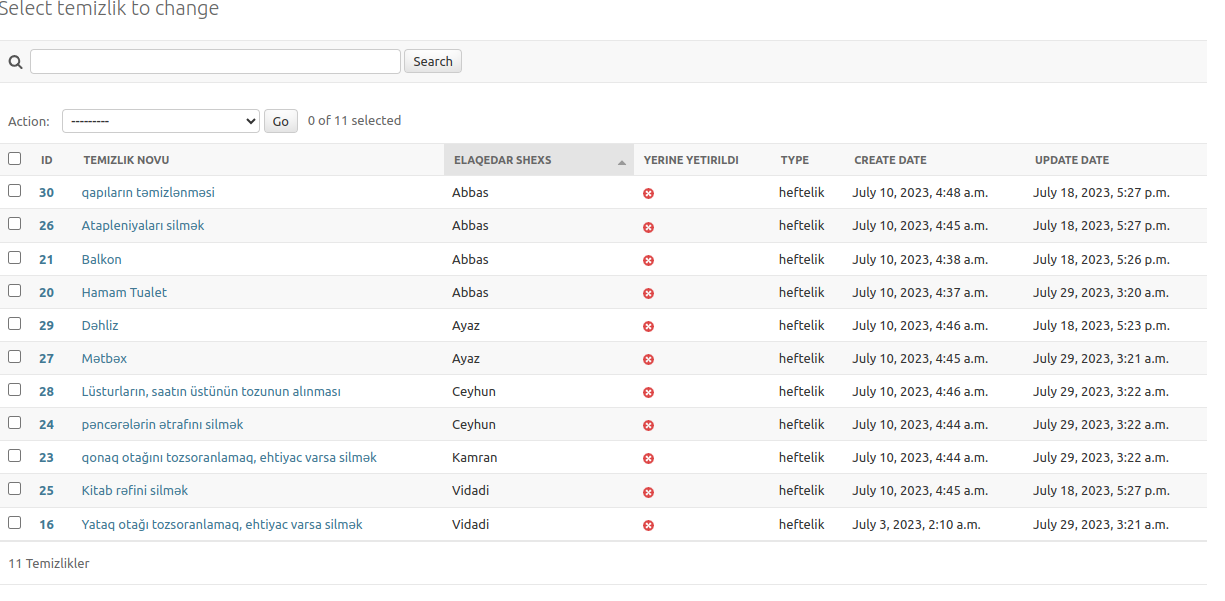 Select temizlik to change
Search
Action: --------- Go 0 of 11 selected
ID TEMIZLIK NOVU ELAQEDAR SHEXS YERINE YETIRILDI TYPE CREATE DATE UPDATE DATE
30 qapıların təmizlənməsi Abbas heftelik July 10, 2023, 4:48 a.m. July 18, 2023, 5:27 p.m.
26 Atapleniyaları silmək Abbas heftelik July 10, 2023, 4:45 a.m. July 18, 2023, 5:27 p.m.
21 Balkon Abbas heftelik July 10, 2023, 4:38 a.m. July 18, 2023, 5:26 p.m.
20 Hamam Tualet Abbas heftelik July 10, 2023, 4:37 a.m. July 29, 2023, 3:20 a.m.
29 Dəhliz Ayaz heftelik July 10, 2023, 4:46 a.m. July 18, 2023, 5:23 p.m.
27 Mətbəx Ayaz heftelik July 10, 2023, 4:45 a.m. July 29, 2023, 3:21 a.m.
28 Lüsturların, saatın üstünün tozunun alınması Ceyhun heftelik July 10, 2023, 4:46 a.m. July 29, 2023, 3:22 a.m.
24 pəncərələrin ətrafını silmək Ceyhun heftelik July 10, 2023, 4:44 a.m. July 29, 2023, 3:22 a.m.
23 qonaq otağını tozsoranlamaq, ehtiyac varsa silmək Kamran heftelik July 10, 2023, 4:44 a.m. July 29, 2023, 3:22 a.m.
25 Kitab rəfini silmək Vidadi heftelik July 10, 2023, 4:45 a.m. July 18, 2023, 5:27 p.m.
16 Yataq otağı tozsoranlamaq, ehtiyac varsa silmək Vidadi heftelik July 3, 2023, 2:10 a.m. July 29, 2023, 3:21 a.m.
11 Temizlikler